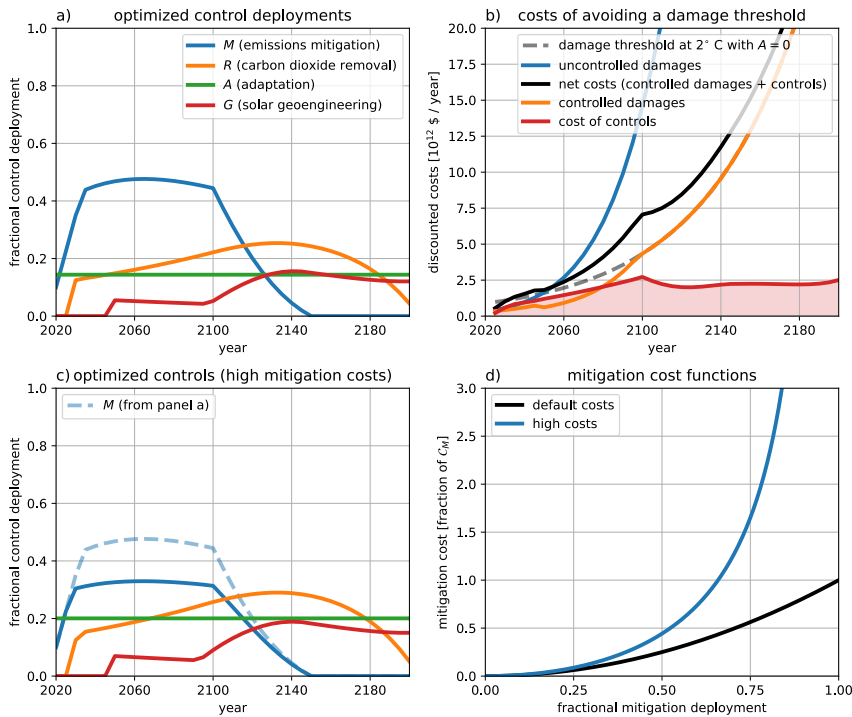 a) optimized control deployments
1.0
0.8
0.6
0.4
0.2
0.0
fractional control deployment
M (emissions mitigation)
R (carbon dioxide removal)
A (adaptation)
G (solar geoengineering)
2020 2060 2100 2140 2180
year
b) costs of avoiding a damage threshold
20.0
17.5
15.0
12.5
10.0
7.5
5.0
2.5
0.0
discounted costs [10¹² $ / year]
damage threshold at 2° C with A = 0
uncontrolled damages
net costs (controlled damages + controls)
controlled damages
cost of controls
2060 2100 2140 2180
year
c) optimized controls (high mitigation costs)
1.0
0.8
0.6
0.4
0.2
0.0
fractional control deployment
M (from panel a)
2020 2060 2100 2140 2180
year
d) mitigation cost functions
3.0
2.5
2.0
1.5
1.0
0.5
0.0
mitigation cost [fraction of C_M]
default costs
high costs
0.00 0.25 0.50 0.75 1.00
fractional mitigation deployment